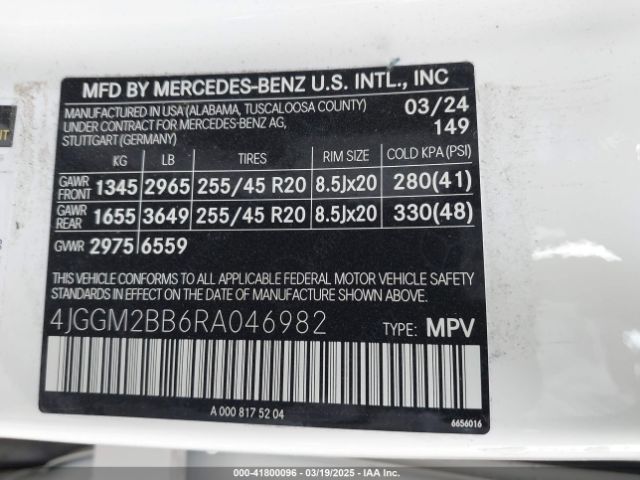 MFD BY MERCEDES-BENZ U.S. INTL., INC
MANUFACTURED IN USA (ALABAMA, TUSCALOOSA COUNTY) 03/24
UNDER CONTRACT FOR MERCEDES-BENZ AG, 149
STUTTGART (GERMANY)
KG LB TIRES RIM SIZE COLD KPA (PSI)
GAWR FRONT 1345 2965 255/45 R20 8.5Jx20 280(41)
GAWR REAR 1655 3649 255/45 R20 8.5Jx20 330(48)
GVWR 2975 6559
THIS VEHICLE CONFORMS TO ALL APPLICABLE FEDERAL MOTOR VEHICLE SAFETY
STANDARDS IN EFFECT ON THE DATE OF MANUFACTURE SHOWN ABOVE.
4JGGM2BB6RA046982 TYPE: MPV
A 000 817 52 04
6656016
000-41800096 - 03/19/2025 - IAA Inc.